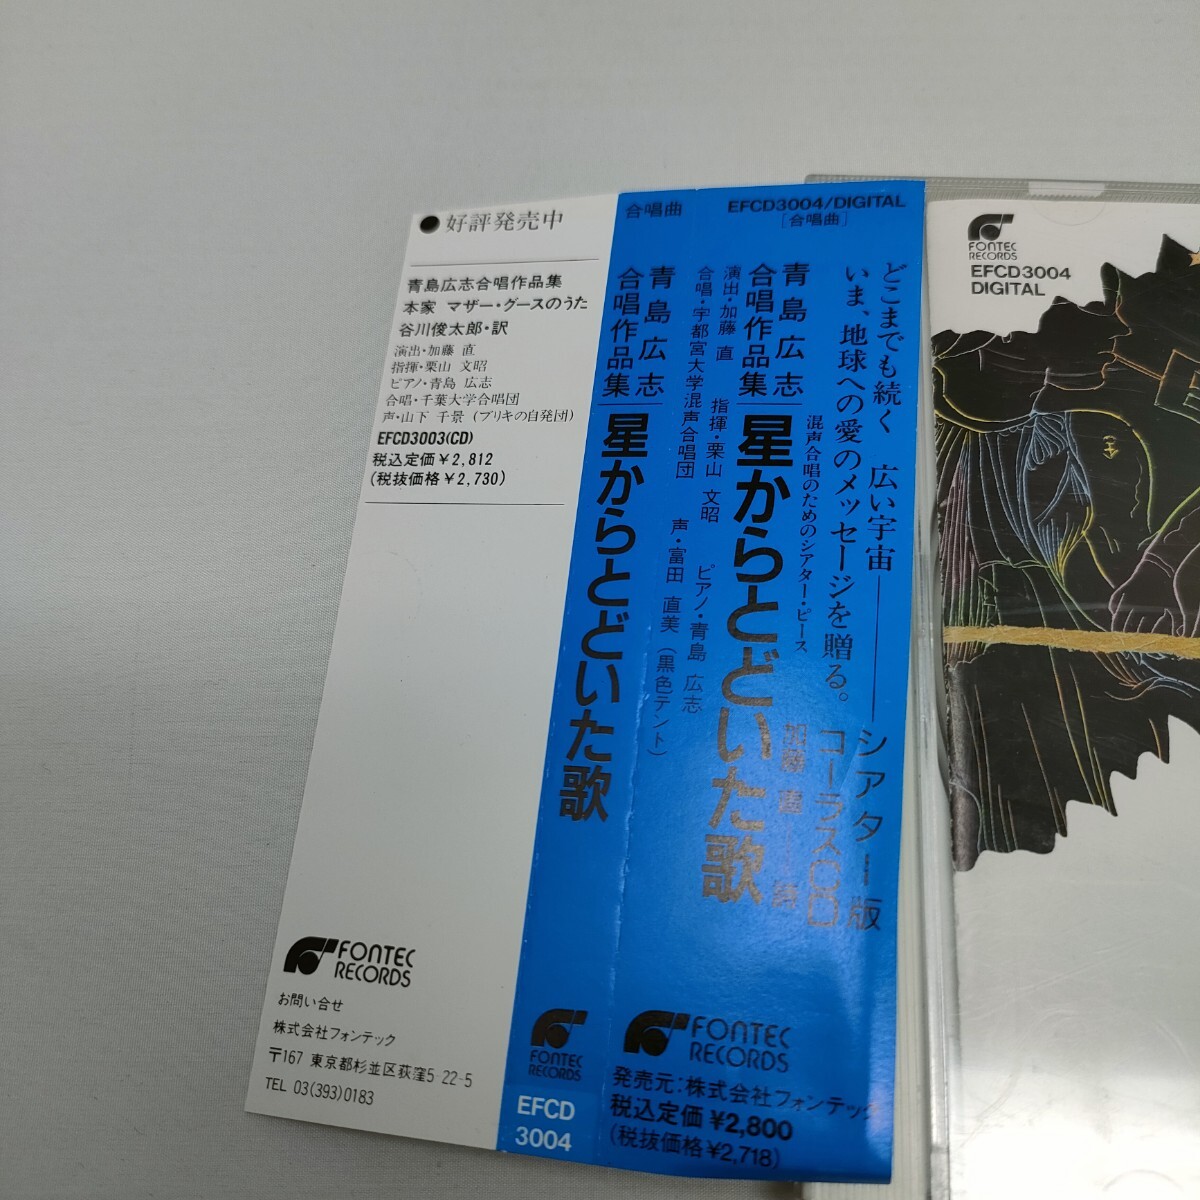 ●好評発売中
青島広志合唱作品集
本家 マザー・グースのうた
谷川俊太郎・訳
演出・加藤 直
指揮・栗山 文昭
ピアノ・青島 広志
合唱・千葉大学合唱団
声・山下 千景（ブリキの自発団）
EFCD3003(CD)
税込定価￥2,812
(税抜価格￥2,730)
FONTEC
RECORDS
お問い合せ
株式会社フォンテック
〒167 東京都杉並区荻窪5-22-5
TEL 03(393)0183
合唱曲
青島広志
合唱作品集
星からとどいた歌
FONTEC
RECORDS
EFCD
3004
EFCD3004/DIGITAL
[合唱曲]
どこまでも続く 広い宇宙――シアター版
いま、地球への愛のメッセージを贈る。コーラスCD
混声合唱のためのシアター・ピース
加藤 直―詩
青島広志
合唱作品集
星からとどいた歌
演出・加藤 直 指揮・栗山 文昭 ピアノ・青島 広志
合唱・宇都宮大学混声合唱団 声・富田 直美（黒色テント）
FONTEC
RECORDS
発売元:株式会社フォンテック
税込定価￥2,800
(税抜価格￥2,718)
FONTEC
RECORDS
EFCD3004
DIGITAL